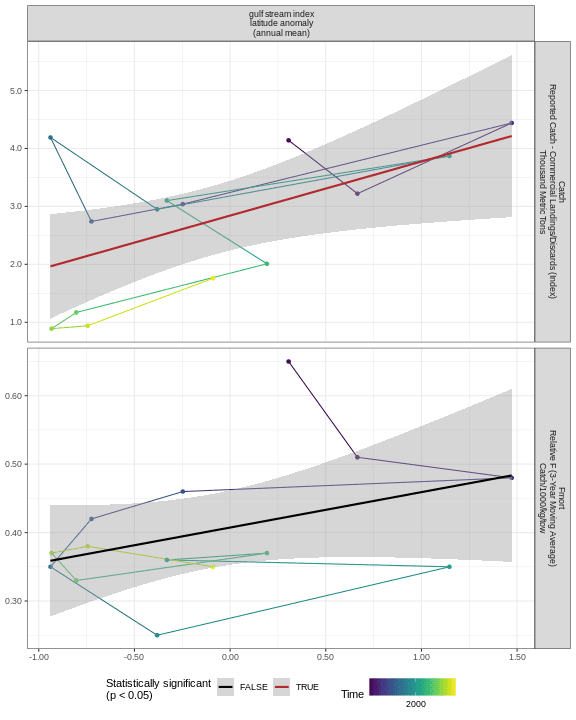 gulf stream index
latitude anomaly
(annual mean)
5.0
4.0
3.0
2.0
1.0
Catch
Reported Catch - Commercial Landings/Discards (Index)
Thousand Metric Tons
0.60
0.50
0.40
0.30
Fmort
Relative F (3-Year Moving Average)
Catch/1000/kg/tow
-1.00 -0.50 0.00 0.50 1.00 1.50
Statistically significant
(p < 0.05)
FALSE
TRUE
Time
2000